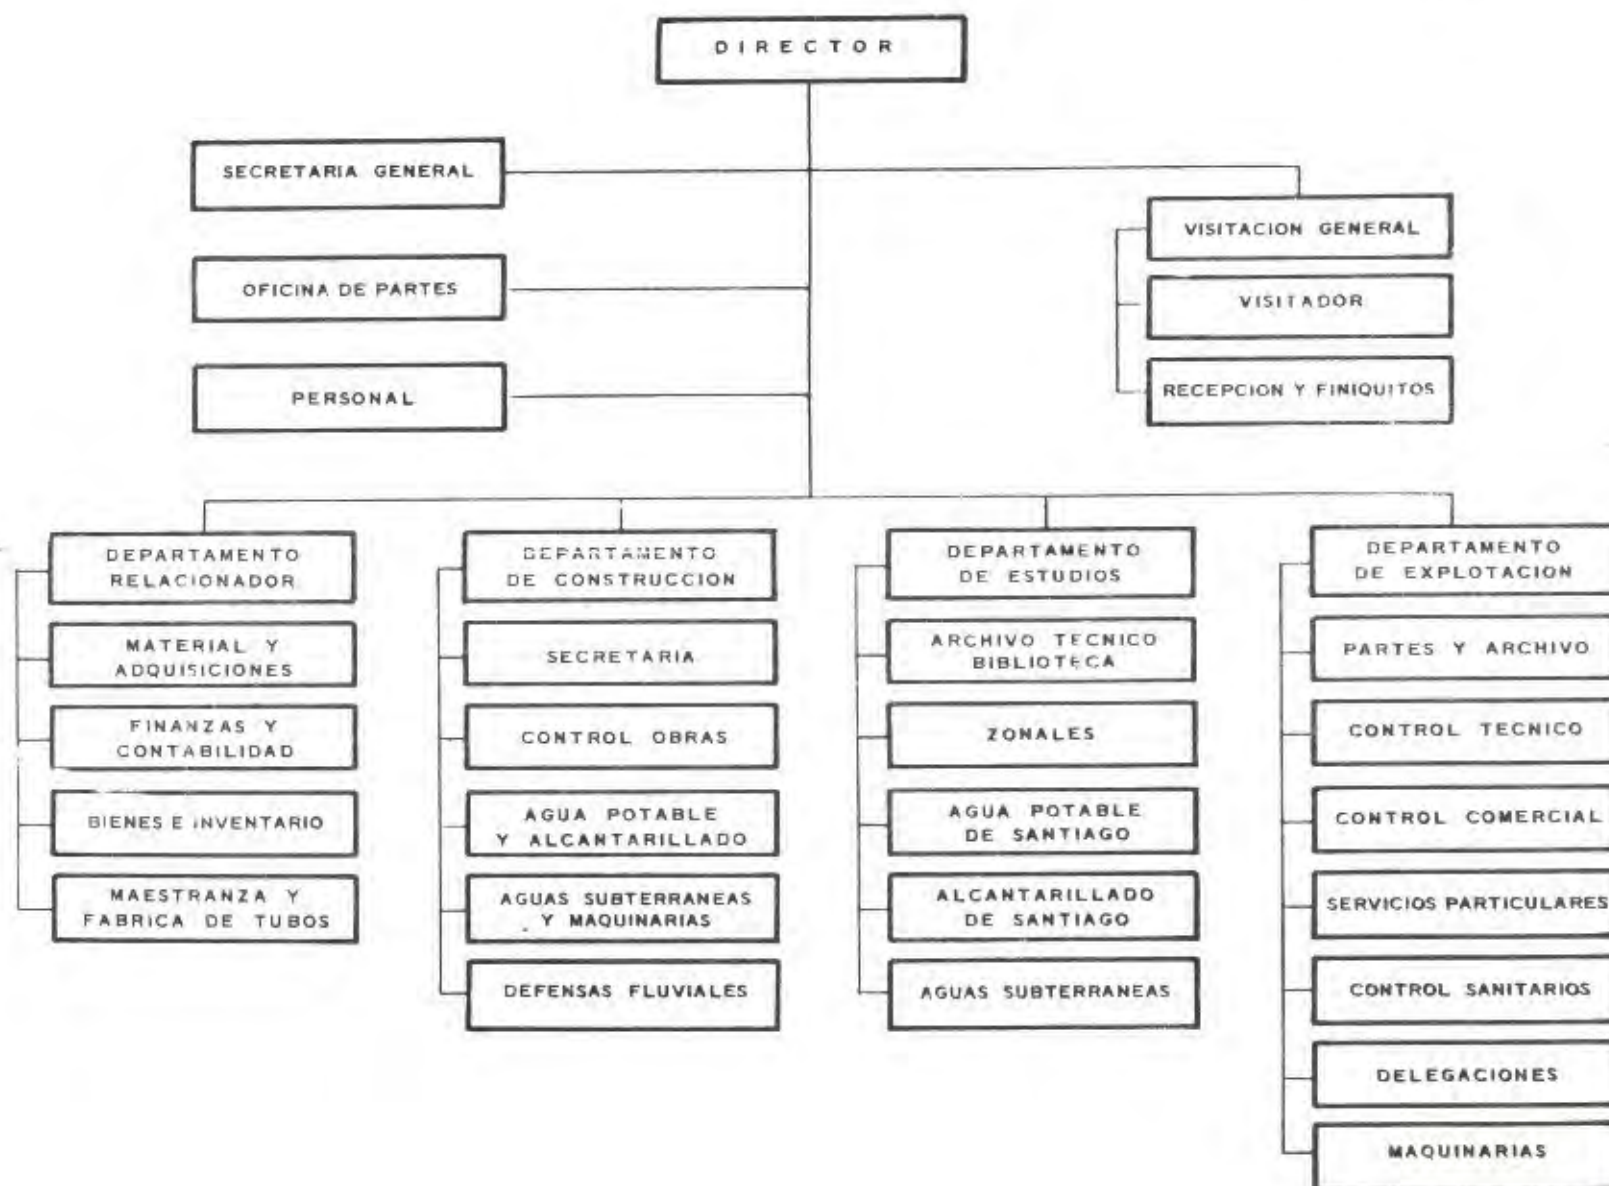 DIRECTOR
SECRETARIA GENERAL
OFICINA DE PARTES
PERSONAL
VISITACION GENERAL
VISITADOR
RECEPCION Y FINIQUITOS
DEPARTAMENTO
RELACIONADOR
MATERIAL Y
ADQUISICIONES
FINANZAS Y
CONTABILIDAD
BIENES E INVENTARIO
MAESTRANZA Y
FABRICA DE TUBOS
DEPARTAMENTO
DE CONSTRUCCION
SECRETARIA
CONTROL OBRAS
AGUA POTABLE
Y ALCANTARILLADO
AGUAS SUBTERRANEAS
Y MAQUINARIAS
DEFENSAS FLUVIALES
DEPARTAMENTO
DE ESTUDIOS
ARCHIVO TECNICO
BIBLIOTECA
ZONALES
AGUA POTABLE
DE SANTIAGO
ALCANTARILLADO
DE SANTIAGO
AGUAS SUBTERRANEAS
DEPARTAMENTO
DE EXPLOTACION
PARTES Y ARCHIVO
CONTROL TECNICO
CONTROL COMERCIAL
SERVICIOS PARTICULARES
CONTROL SANITARIOS
DELEGACIONES
MAQUINARIAS